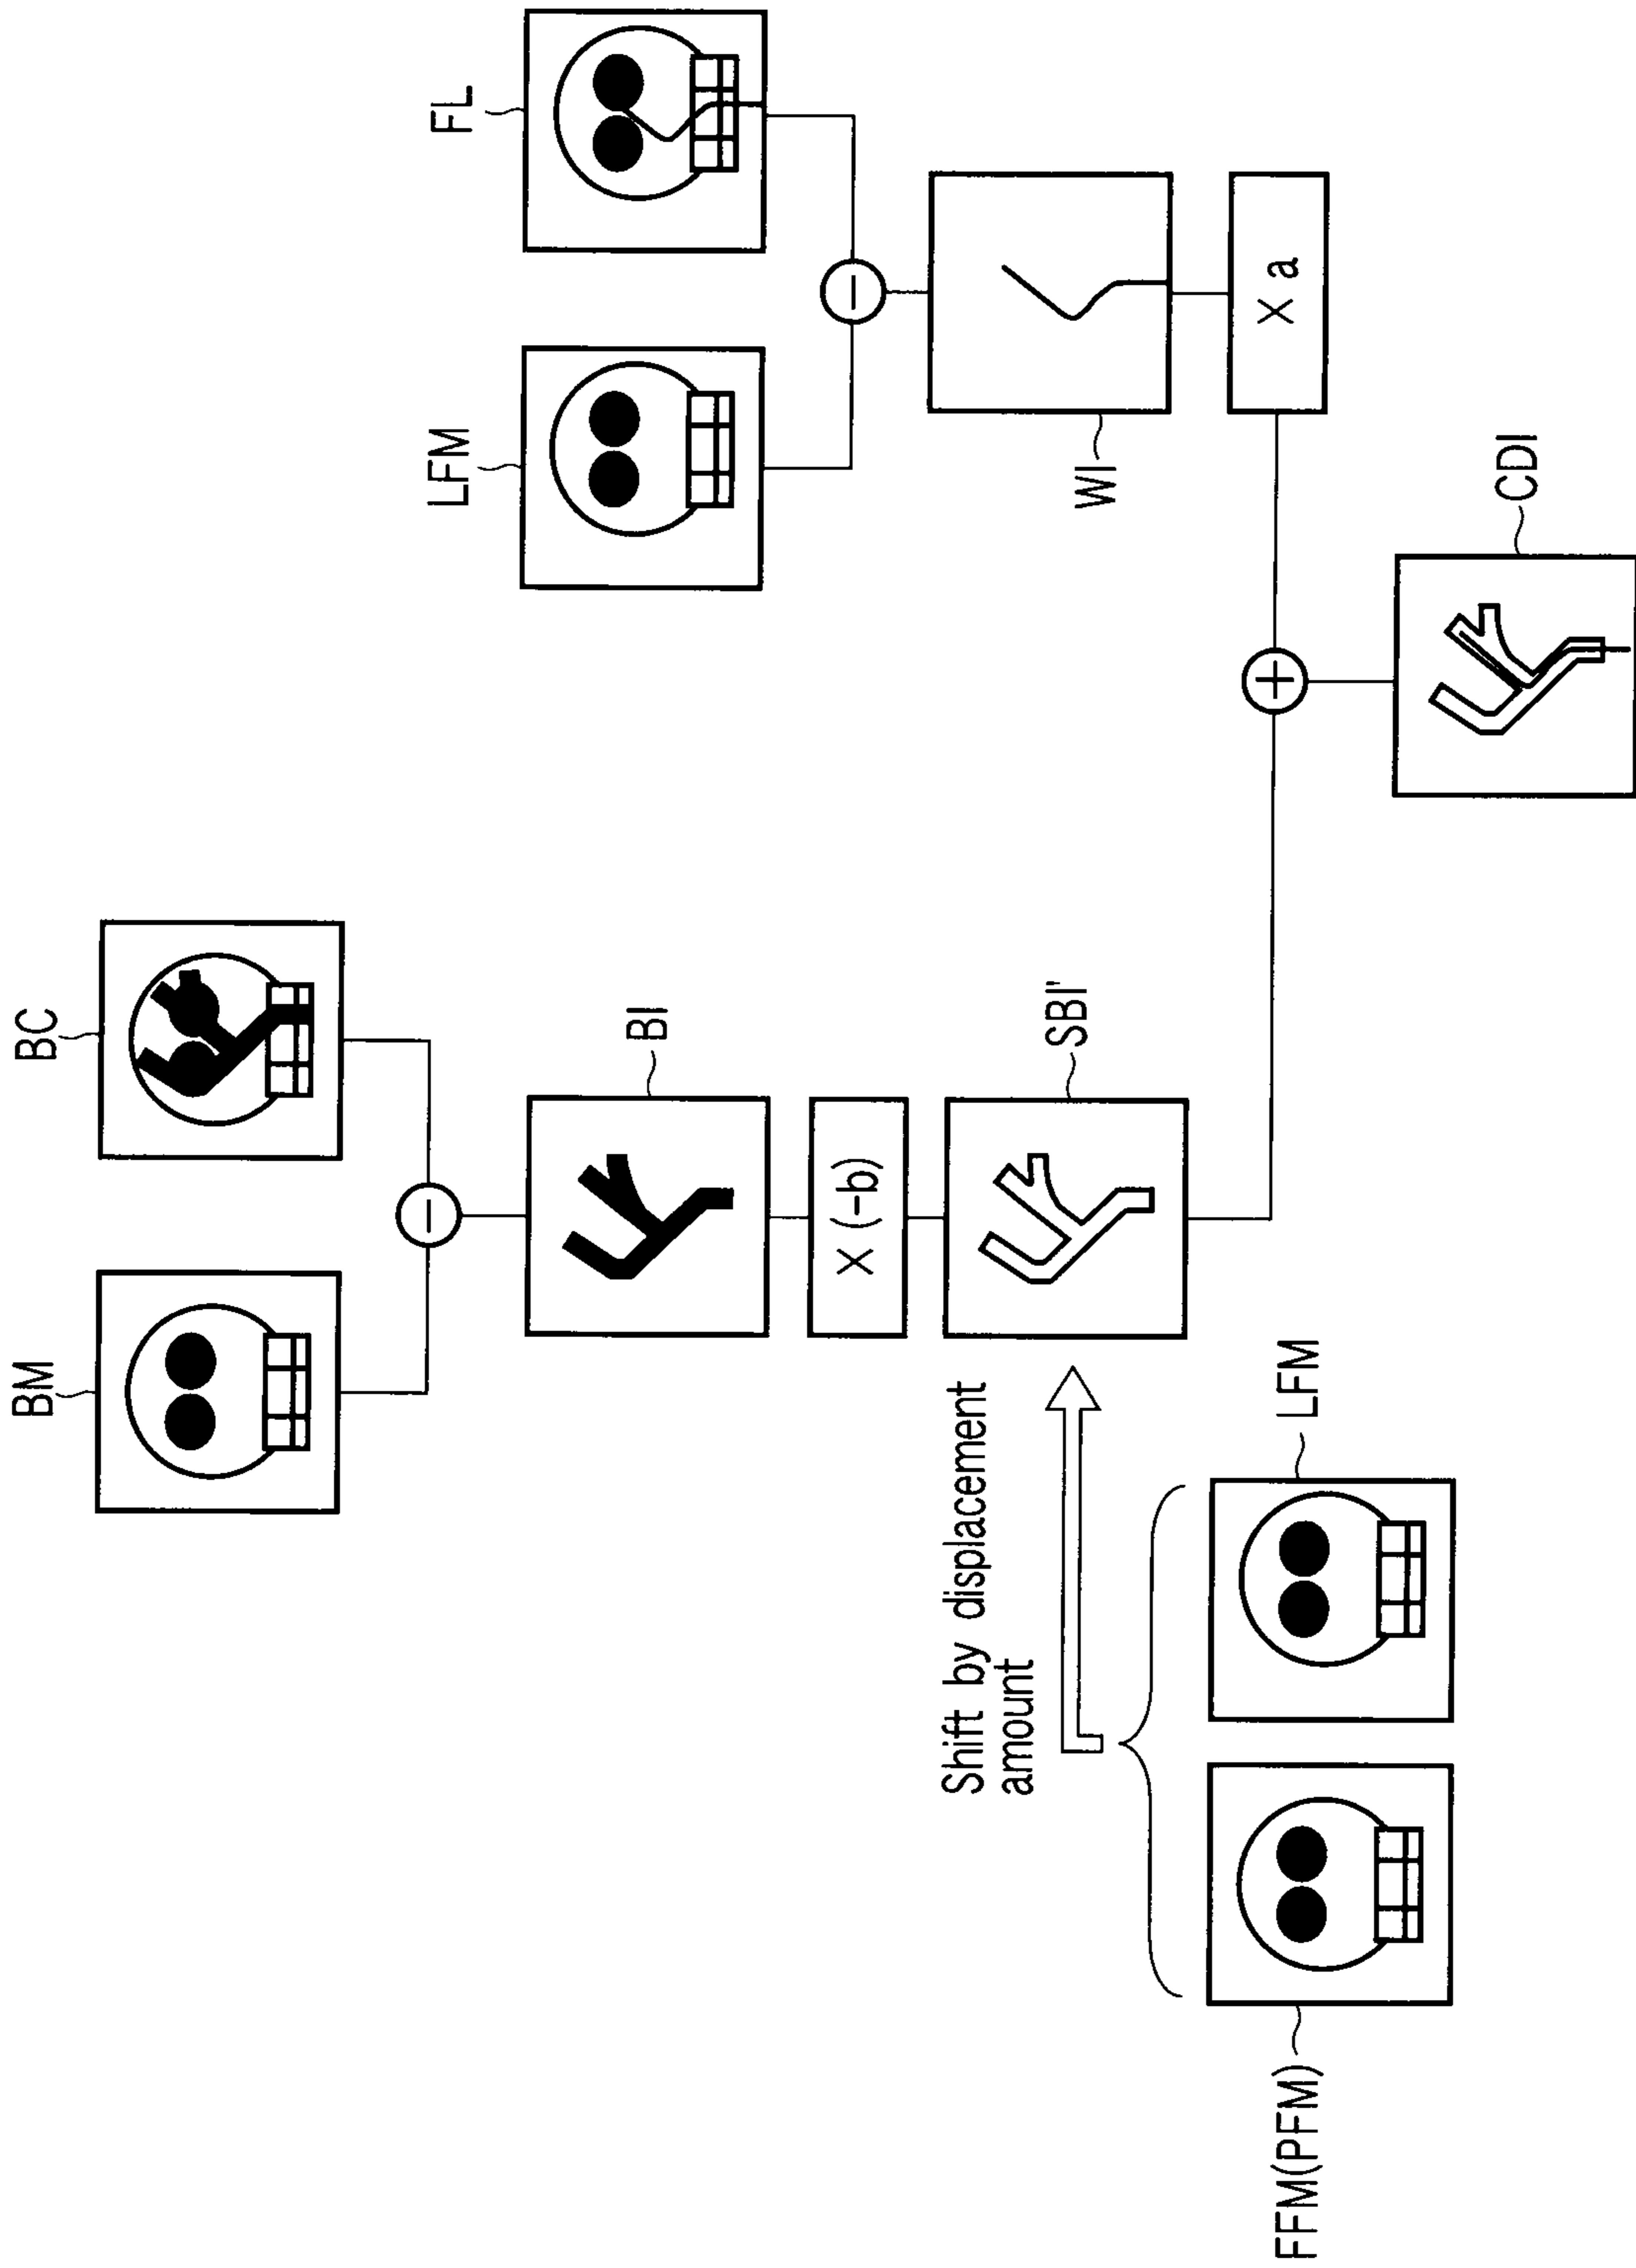 BM
BC
BI
× (-b)
SBI'
Shift by displacement
amount
FFM(PFM)
LFM
LFM
FL
WI
× a
CDI